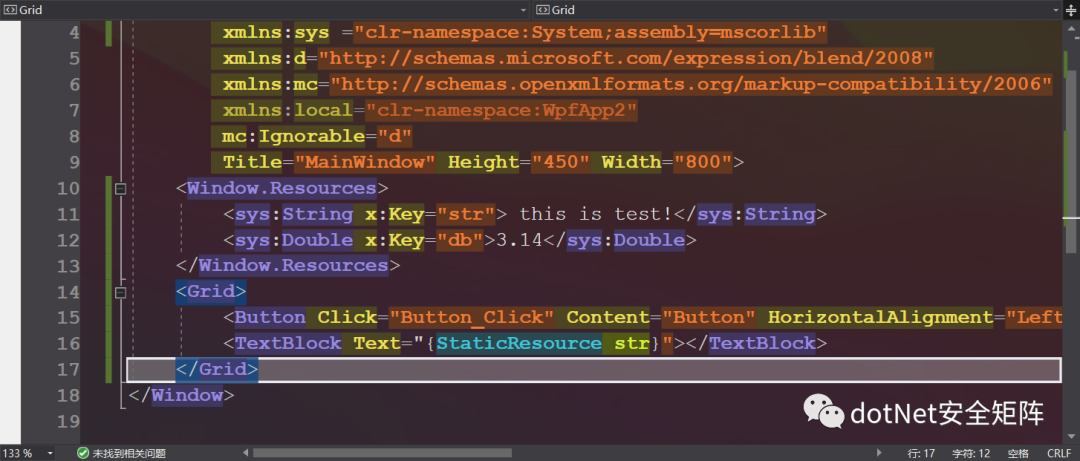 Grid Grid
4 xmlns:sys ="clr-namespace:System;assembly=mscorlib"
5 xmlns:d="http://schemas.microsoft.com/expression/blend/2008"
6 xmlns:mc="http://schemas.openxmlformats.org/markup-compatibility/2006"
7 xmlns:local="clr-namespace:WpfApp2"
8 mc:Ignorable="d"
9 Title="MainWindow" Height="450" Width="800">
10 <Window.Resources>
11 <sys:String x:Key="str"> this is test!</sys:String>
12 <sys:Double x:Key="db">3.14</sys:Double>
13 </Window.Resources>
14 <Grid>
15 <Button Click="Button_Click" Content="Button" HorizontalAlignment="Left
16 <TextBlock Text="{StaticResource str}"></TextBlock>
17 </Grid>
18 </Window>
19
dotNet安全矩阵
133 % 未找到相关问题 行: 17 字符: 12 空格 CRLF